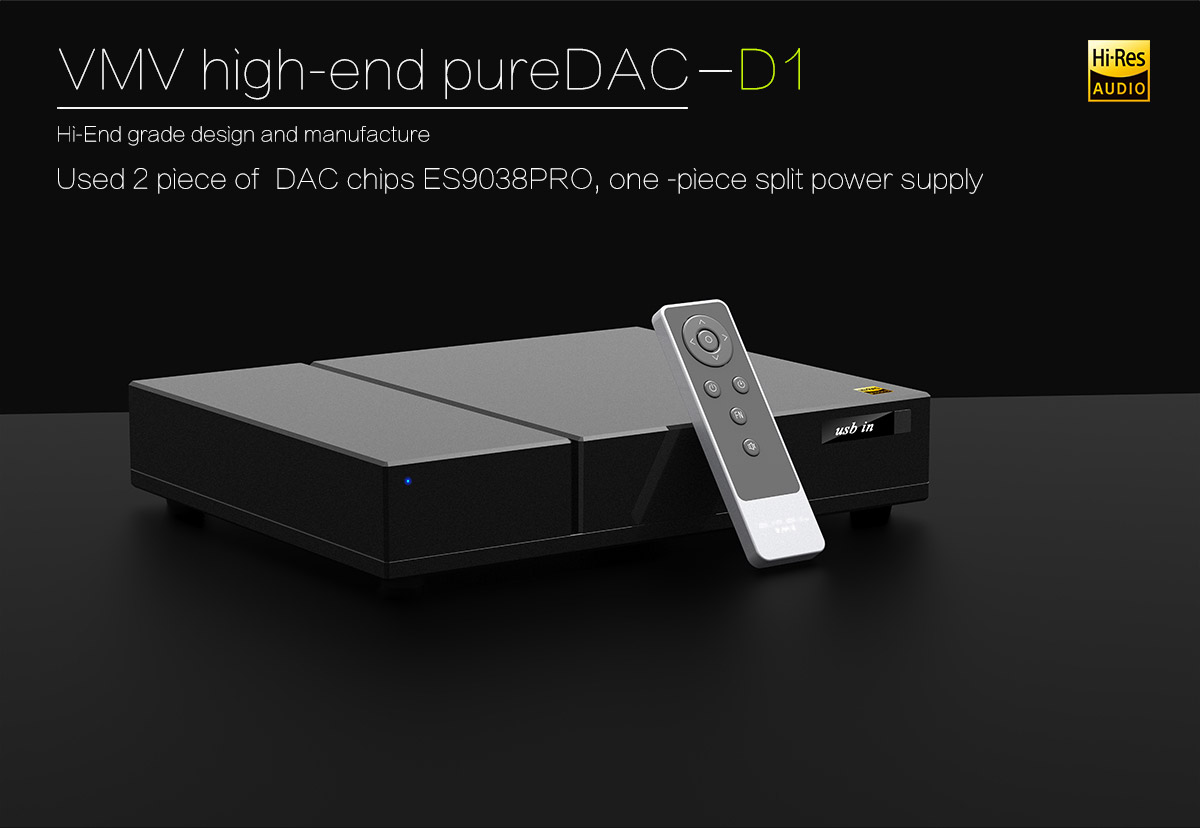 VMV high-end pureDAC–D1
Hi-Res
AUDIO
Hi-End grade design and manufacture
Used 2 piece of DAC chips ES9038PRO, one -piece split power supply
usb in
FN